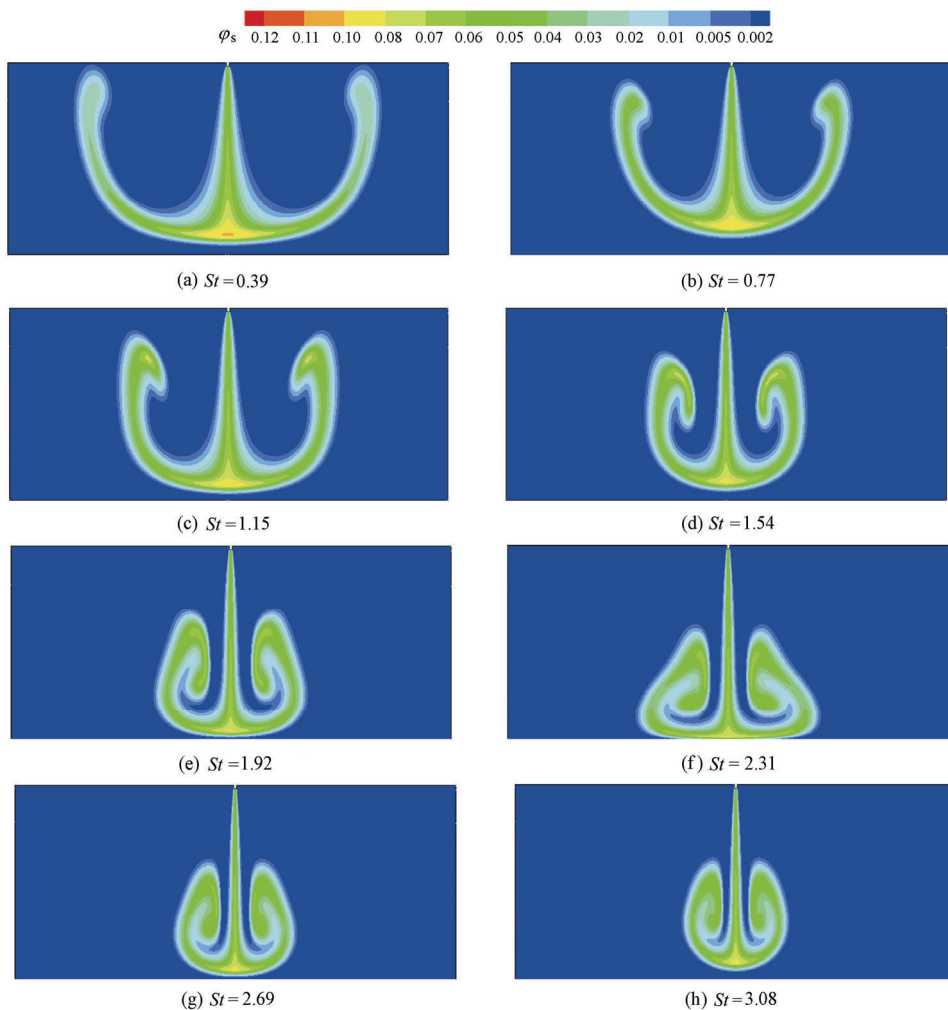 φs 0.12 0.11 0.10 0.08 0.07 0.06 0.05 0.04 0.03 0.02 0.01 0.005 0.002
(a) St=0.39
(b) St=0.77
(c) St=1.15
(d) St=1.54
(e) St=1.92
(f) St=2.31
(g) St=2.69
(h) St=3.08